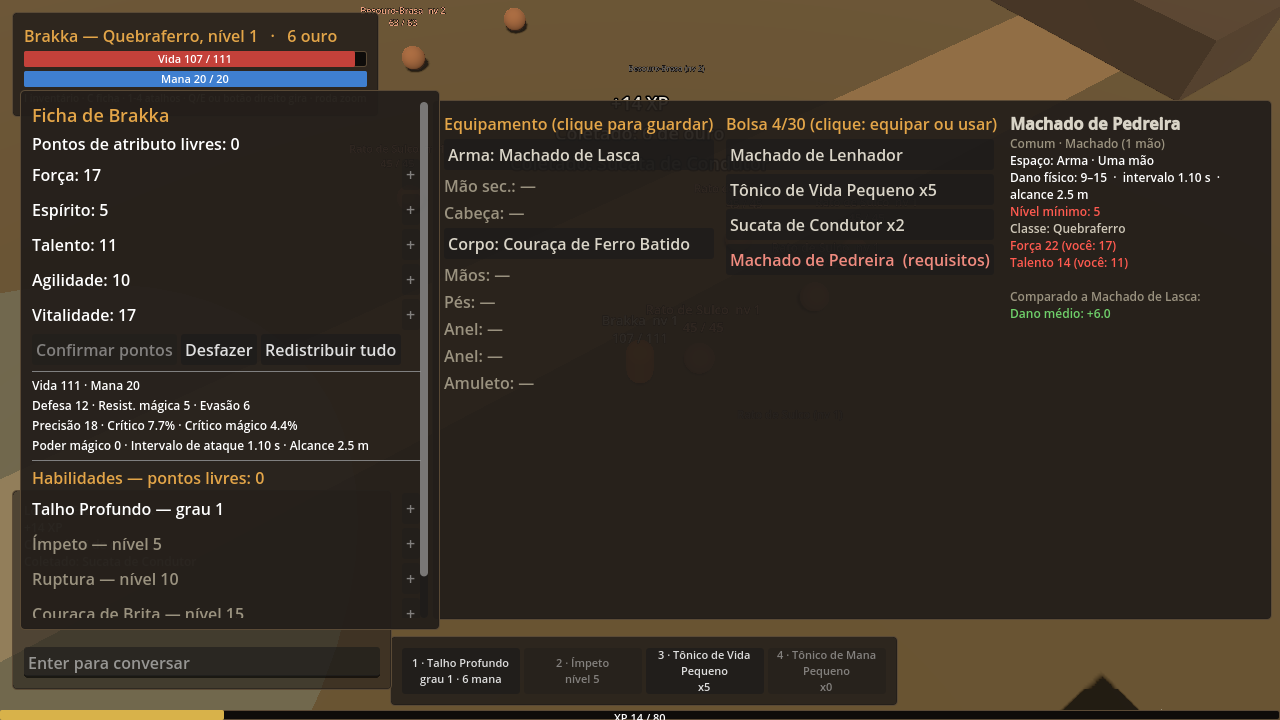 Besouro-Brasa nv 2
63 / 63
Brakka — Quebraferro, nível 1 · 6 ouro
Vida 107 / 111
Mana 20 / 20
Besouro-Brasa (nv 2)
+14 XP
Ficha de Brakka
Pontos de atributo livres: 0
Força: 17 +
Espírito: 5 +
Talento: 11 +
Agilidade: 10 +
Vitalidade: 17 +
Confirmar pontos Desfazer Redistribuir tudo
Vida 111 · Mana 20
Defesa 12 · Resist. mágica 5 · Evasão 6
Precisão 18 · Crítico 7.7% · Crítico mágico 4.4%
Poder mágico 0 · Intervalo de ataque 1.10 s · Alcance 2.5 m
Habilidades — pontos livres: 0
Talho Profundo — grau 1 +
Ímpeto — nível 5 +
Ruptura — nível 10 +
Couraça de Brita — nível 15 +
Equipamento (clique para guardar)
Arma: Machado de Lasca
Mão sec.: —
Cabeça: —
Corpo: Couraça de Ferro Batido
Mãos: —
Pés: —
Anel: —
Anel: —
Amuleto: —
Bolsa 4/30 (clique: equipar ou usar)
Machado de Lenhador
Tônico de Vida Pequeno x5
Sucata de Condutor x2
Machado de Pedreira (requisitos)
Machado de Pedreira
Comum · Machado (1 mão)
Espaço: Arma · Uma mão
Dano físico: 9–15 · intervalo 1.10 s ·
alcance 2.5 m
Nível mínimo: 5
Classe: Quebraferro
Força 22 (você: 17)
Talento 14 (você: 11)
Comparado a Machado de Lasca:
Dano médio: +6.0
Enter para conversar
1 · Talho Profundo
grau 1 · 6 mana
2 · Ímpeto
nível 5
3 · Tônico de Vida
Pequeno
x5
4 · Tônico de Mana
Pequeno
x0
XP 14 / 80